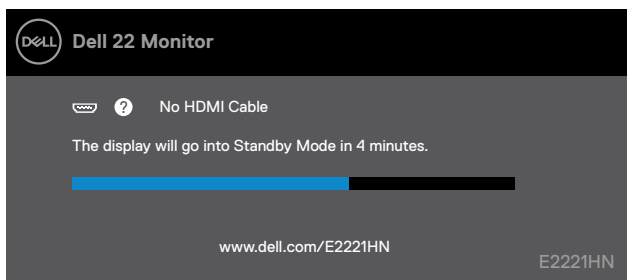 DELL Dell 22 Monitor
? No HDMI Cable
The display will go into Standby Mode in 4 minutes.
www.dell.com/E2221HN
E2221HN